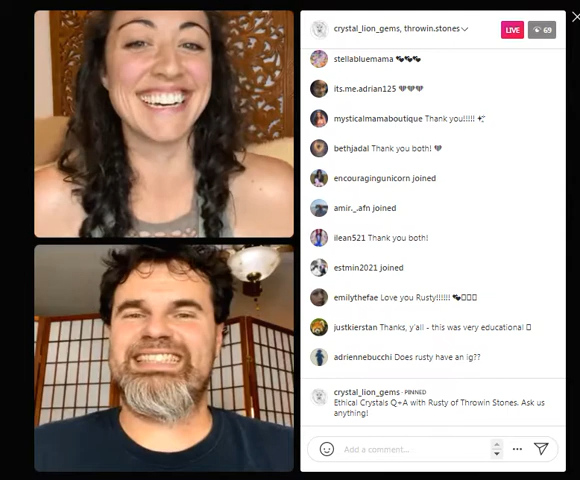 crystal_lion_gems, throwin.stones
LIVE
69
stellabluemama
its.me.adrian125
mysticalmamaboutique Thank you!!!!!
bethjadal Thank you both!
encouragingunicorn joined
amir._.afn joined
ilean521 Thank you both!
estmin2021 joined
emilythefae Love you Rusty!!!!!!
justkierstan Thanks, y'all - this was very educational
adriennebucchi Does rusty have an ig??
crystal_lion_gems · PINNED
Ethical Crystals Q+A with Rusty of Throwin Stones. Ask us
anything!
Add a comment...